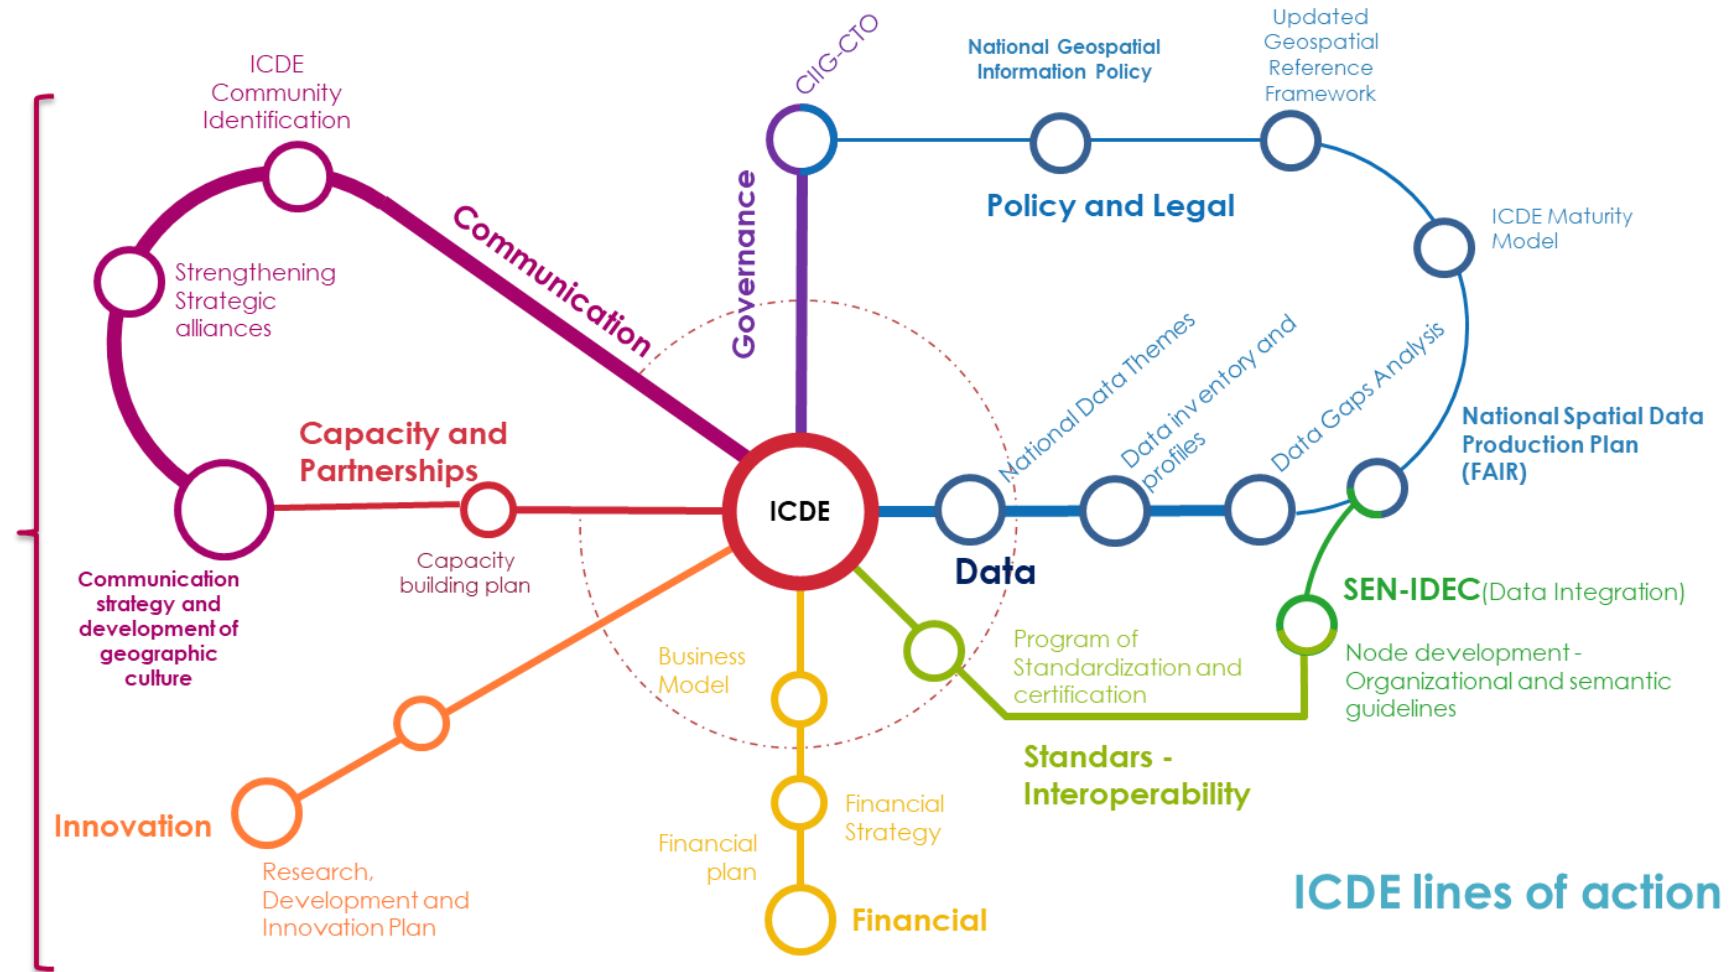 ICDE
Community
Identification
CIIG-CTO
National Geospatial
Information Policy
Updated
Geospatial
Reference
Framework
Policy and Legal
ICDE Maturity
Model
Strengthening
Strategic
alliances
Communication
Governance
National Data Themes
Data inventory and
profiles
Data Gaps Analysis
National Spatial Data
Production Plan
(FAIR)
Capacity and
Partnerships
ICDE
Data
Capacity
building plan
Communication
strategy and
development of
geographic
culture
SEN-IDEC(Data Integration)
Node development -
Organizational and semantic
guidelines
Program of
Standardization and
certification
Standars -
Interoperability
Business
Model
Financial
Strategy
Financial
plan
Financial
Innovation
Research,
Development and
Innovation Plan
ICDE lines of action